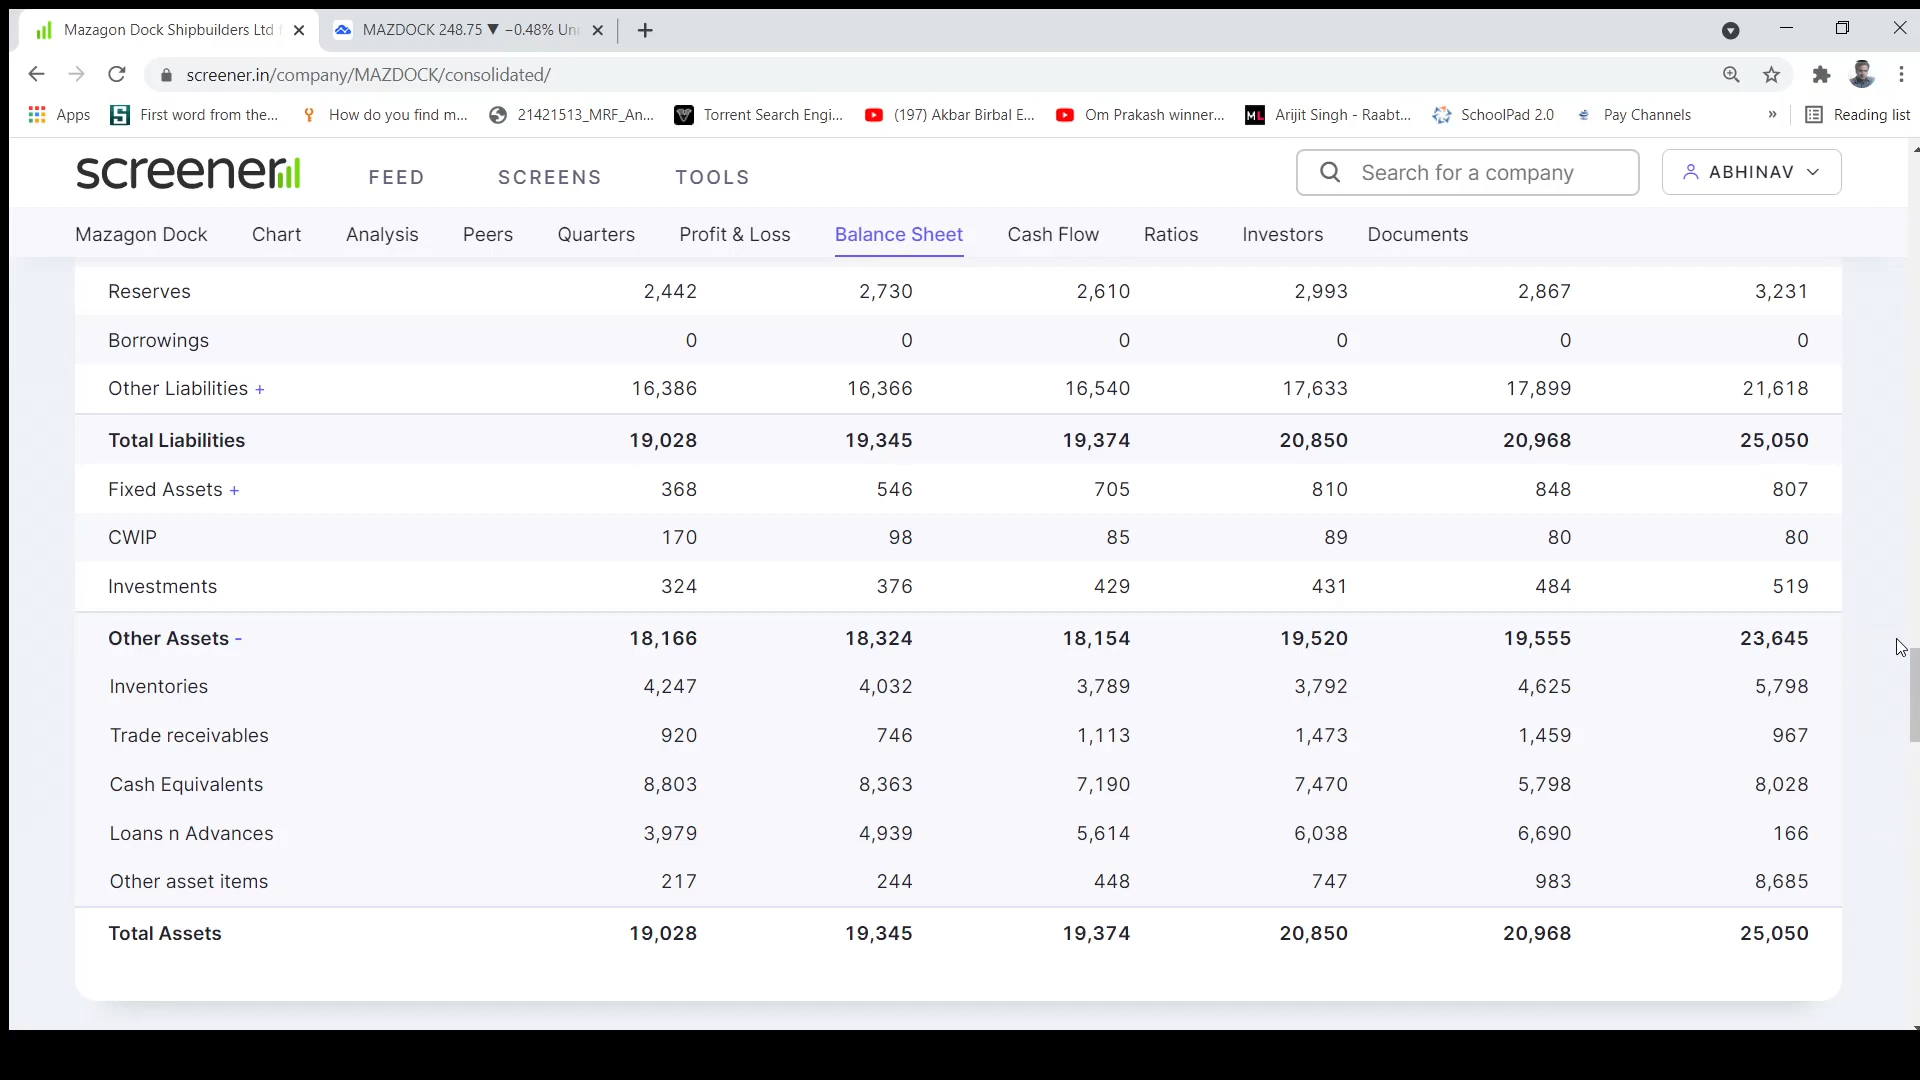 Mazagon Dock Shipbuilders Ltd
MAZDOCK 248.75 ▼ −0.48% Un
screener.in/company/MAZDOCK/consolidated/
Apps
First word from the...
How do you find m...
21421513_MRF_An...
Torrent Search Engi...
(197) Akbar Birbal E...
Om Prakash winner...
ML
Arijit Singh - Raabt...
SchoolPad 2.0
Pay Channels
»
Reading list
screener
FEED
SCREENS
TOOLS
Search for a company
ABHINAV
Mazagon Dock
Chart
Analysis
Peers
Quarters
Profit & Loss
Balance Sheet
Cash Flow
Ratios
Investors
Documents
Reserves 2,442 2,730 2,610 2,993 2,867 3,231
Borrowings 0 0 0 0 0 0
Other Liabilities + 16,386 16,366 16,540 17,633 17,899 21,618
Total Liabilities 19,028 19,345 19,374 20,850 20,968 25,050
Fixed Assets + 368 546 705 810 848 807
CWIP 170 98 85 89 80 80
Investments 324 376 429 431 484 519
Other Assets - 18,166 18,324 18,154 19,520 19,555 23,645
Inventories 4,247 4,032 3,789 3,792 4,625 5,798
Trade receivables 920 746 1,113 1,473 1,459 967
Cash Equivalents 8,803 8,363 7,190 7,470 5,798 8,028
Loans n Advances 3,979 4,939 5,614 6,038 6,690 166
Other asset items 217 244 448 747 983 8,685
Total Assets 19,028 19,345 19,374 20,850 20,968 25,050